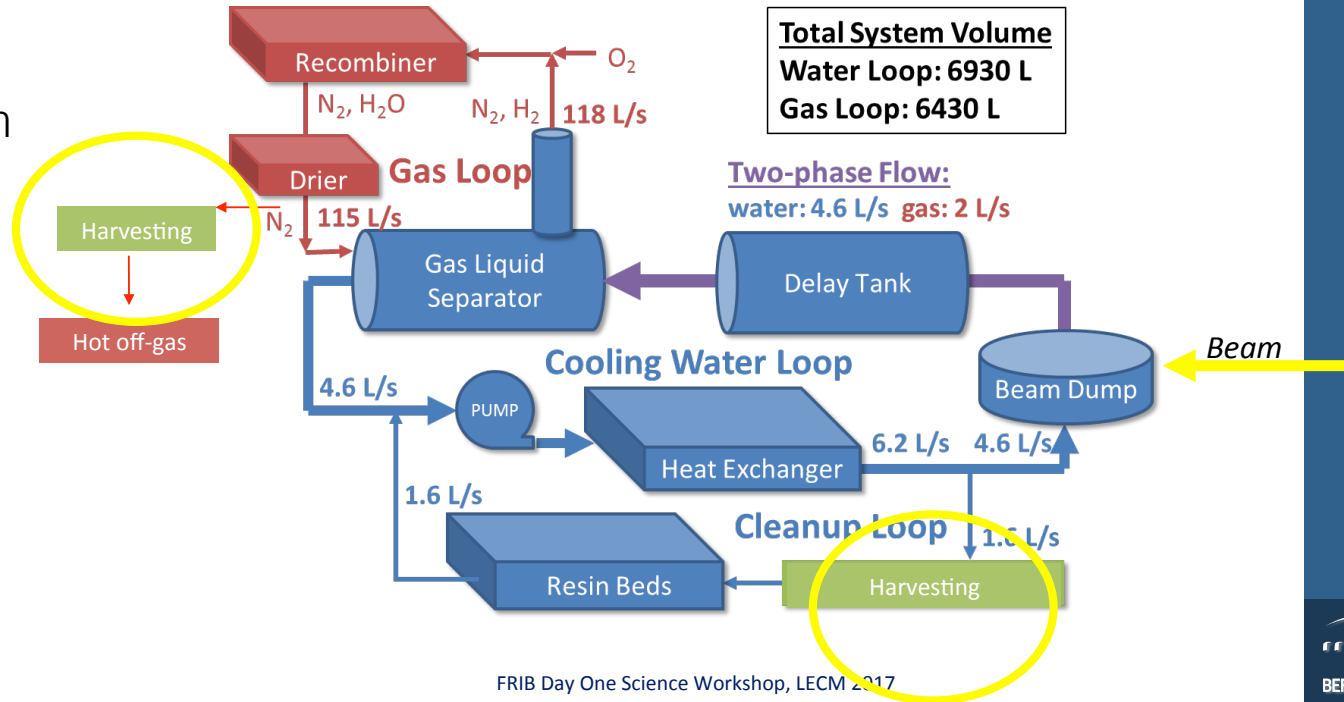 Total System Volume
Water Loop: 6930 L
Gas Loop: 6430 L
Recombiner
O₂
N₂, H₂O
N₂, H₂
118 L/s
Drier
Gas Loop
Two-phase Flow:
water: 4.6 L/s gas: 2 L/s
Harvesting
N₂
115 L/s
Gas Liquid
Separator
Delay Tank
Hot off-gas
Beam
Cooling Water Loop
Beam Dump
4.6 L/s
PUMP
Heat Exchanger
6.2 L/s
4.6 L/s
1.6 L/s
Cleanup Loop
1.6 L/s
Resin Beds
Harvesting
FRIB Day One Science Workshop, LECM 2017